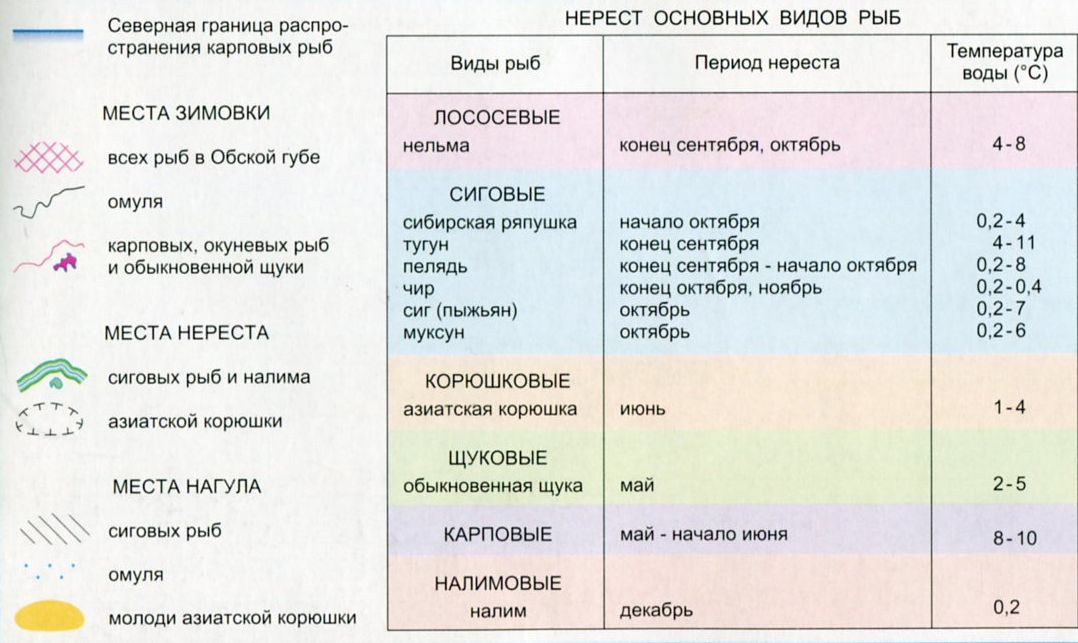 Северная граница распро-
странения карповых рыб
МЕСТА ЗИМОВКИ
всех рыб в Обской губе
омуля
карповых, окуневых рыб
и обыкновенной щуки
МЕСТА НЕРЕСТА
сиговых рыб и налима
азиатской корюшки
МЕСТА НАГУЛА
сиговых рыб
омуля
молоди азиатской корюшки
НЕРЕСТ ОСНОВНЫХ ВИДОВ РЫБ
Виды рыб Период нереста Температура
воды (°C)
ЛОСОСЕВЫЕ
нельма конец сентября, октябрь 4-8
СИГОВЫЕ
сибирская ряпушка начало октября 0,2-4
тугун конец сентября 4-11
пелядь конец сентября - начало октября 0,2-8
чир конец октября, ноябрь 0,2-0,4
сиг (пыжьян) октябрь 0,2-7
муксун октябрь 0,2-6
КОРЮШКОВЫЕ
азиатская корюшка июнь 1-4
ЩУКОВЫЕ
обыкновенная щука май 2-5
КАРПОВЫЕ май - начало июня 8-10
НАЛИМОВЫЕ
налим декабрь 0,2